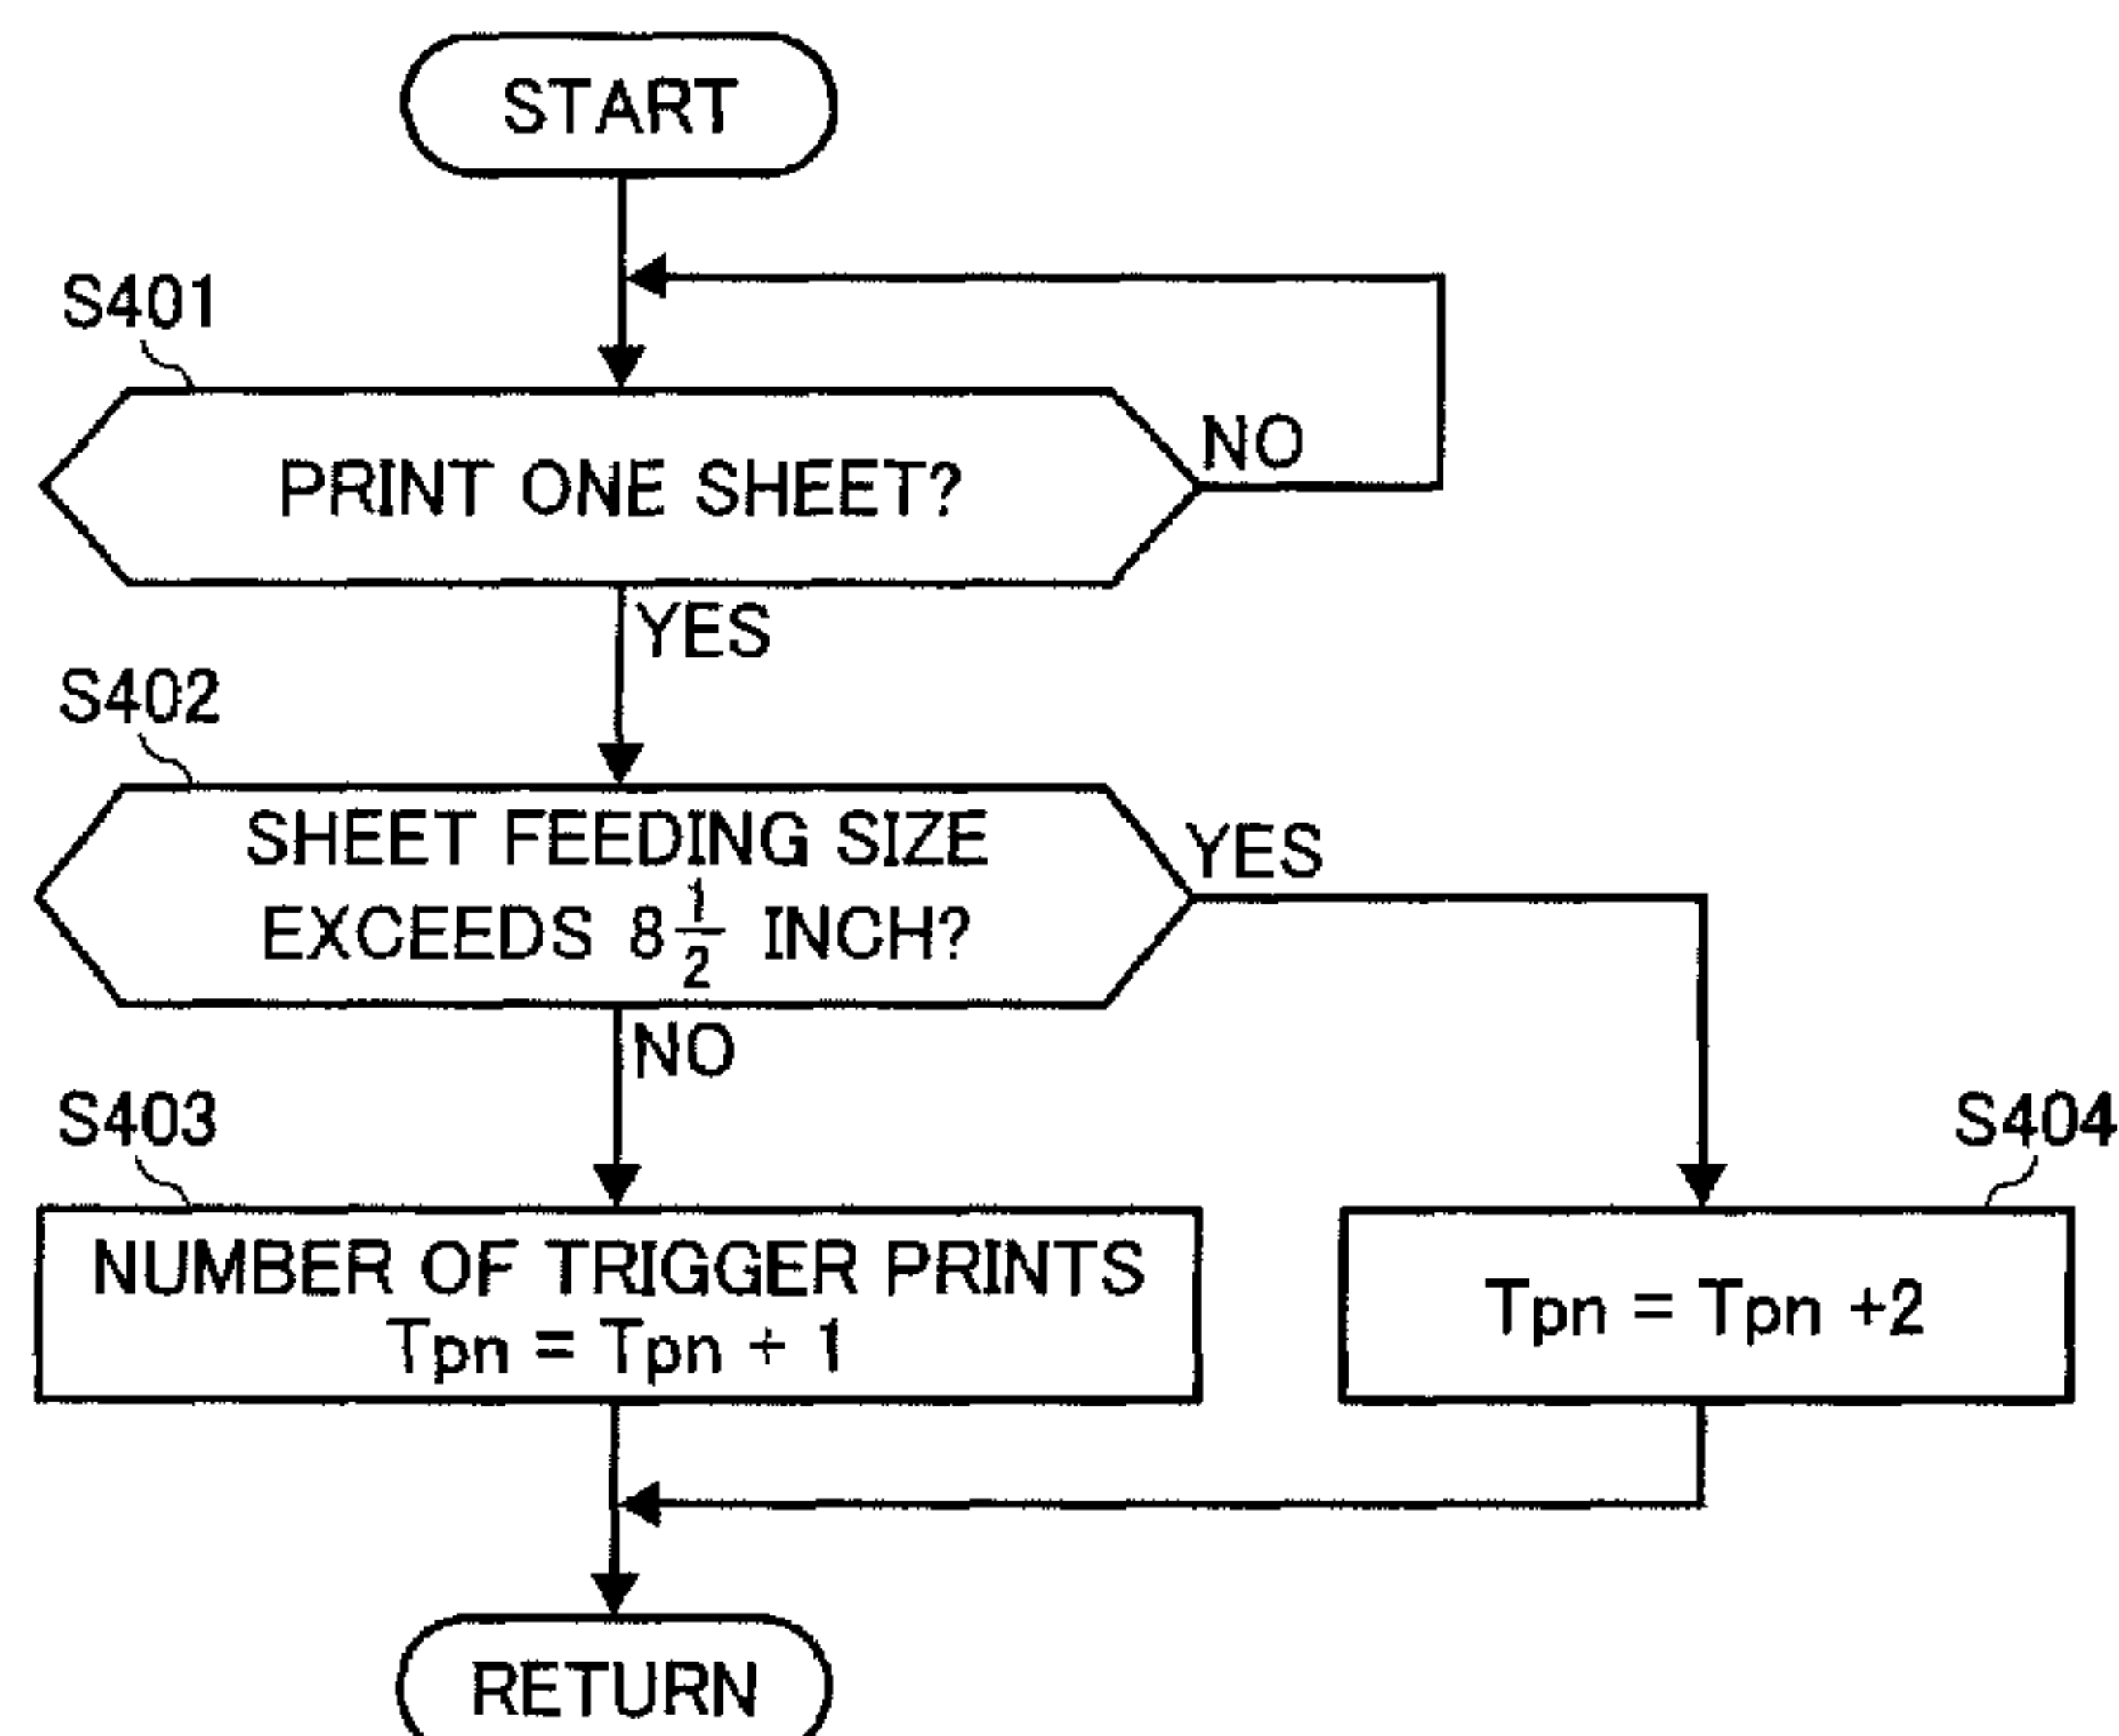 START
S401
PRINT ONE SHEET?
NO
YES
S402
SHEET FEEDING SIZE
EXCEEDS 8 1/2 INCH?
YES
NO
S403
S404
NUMBER OF TRIGGER PRINTS
Tpn = Tpn + 1
Tpn = Tpn +2
RETURN